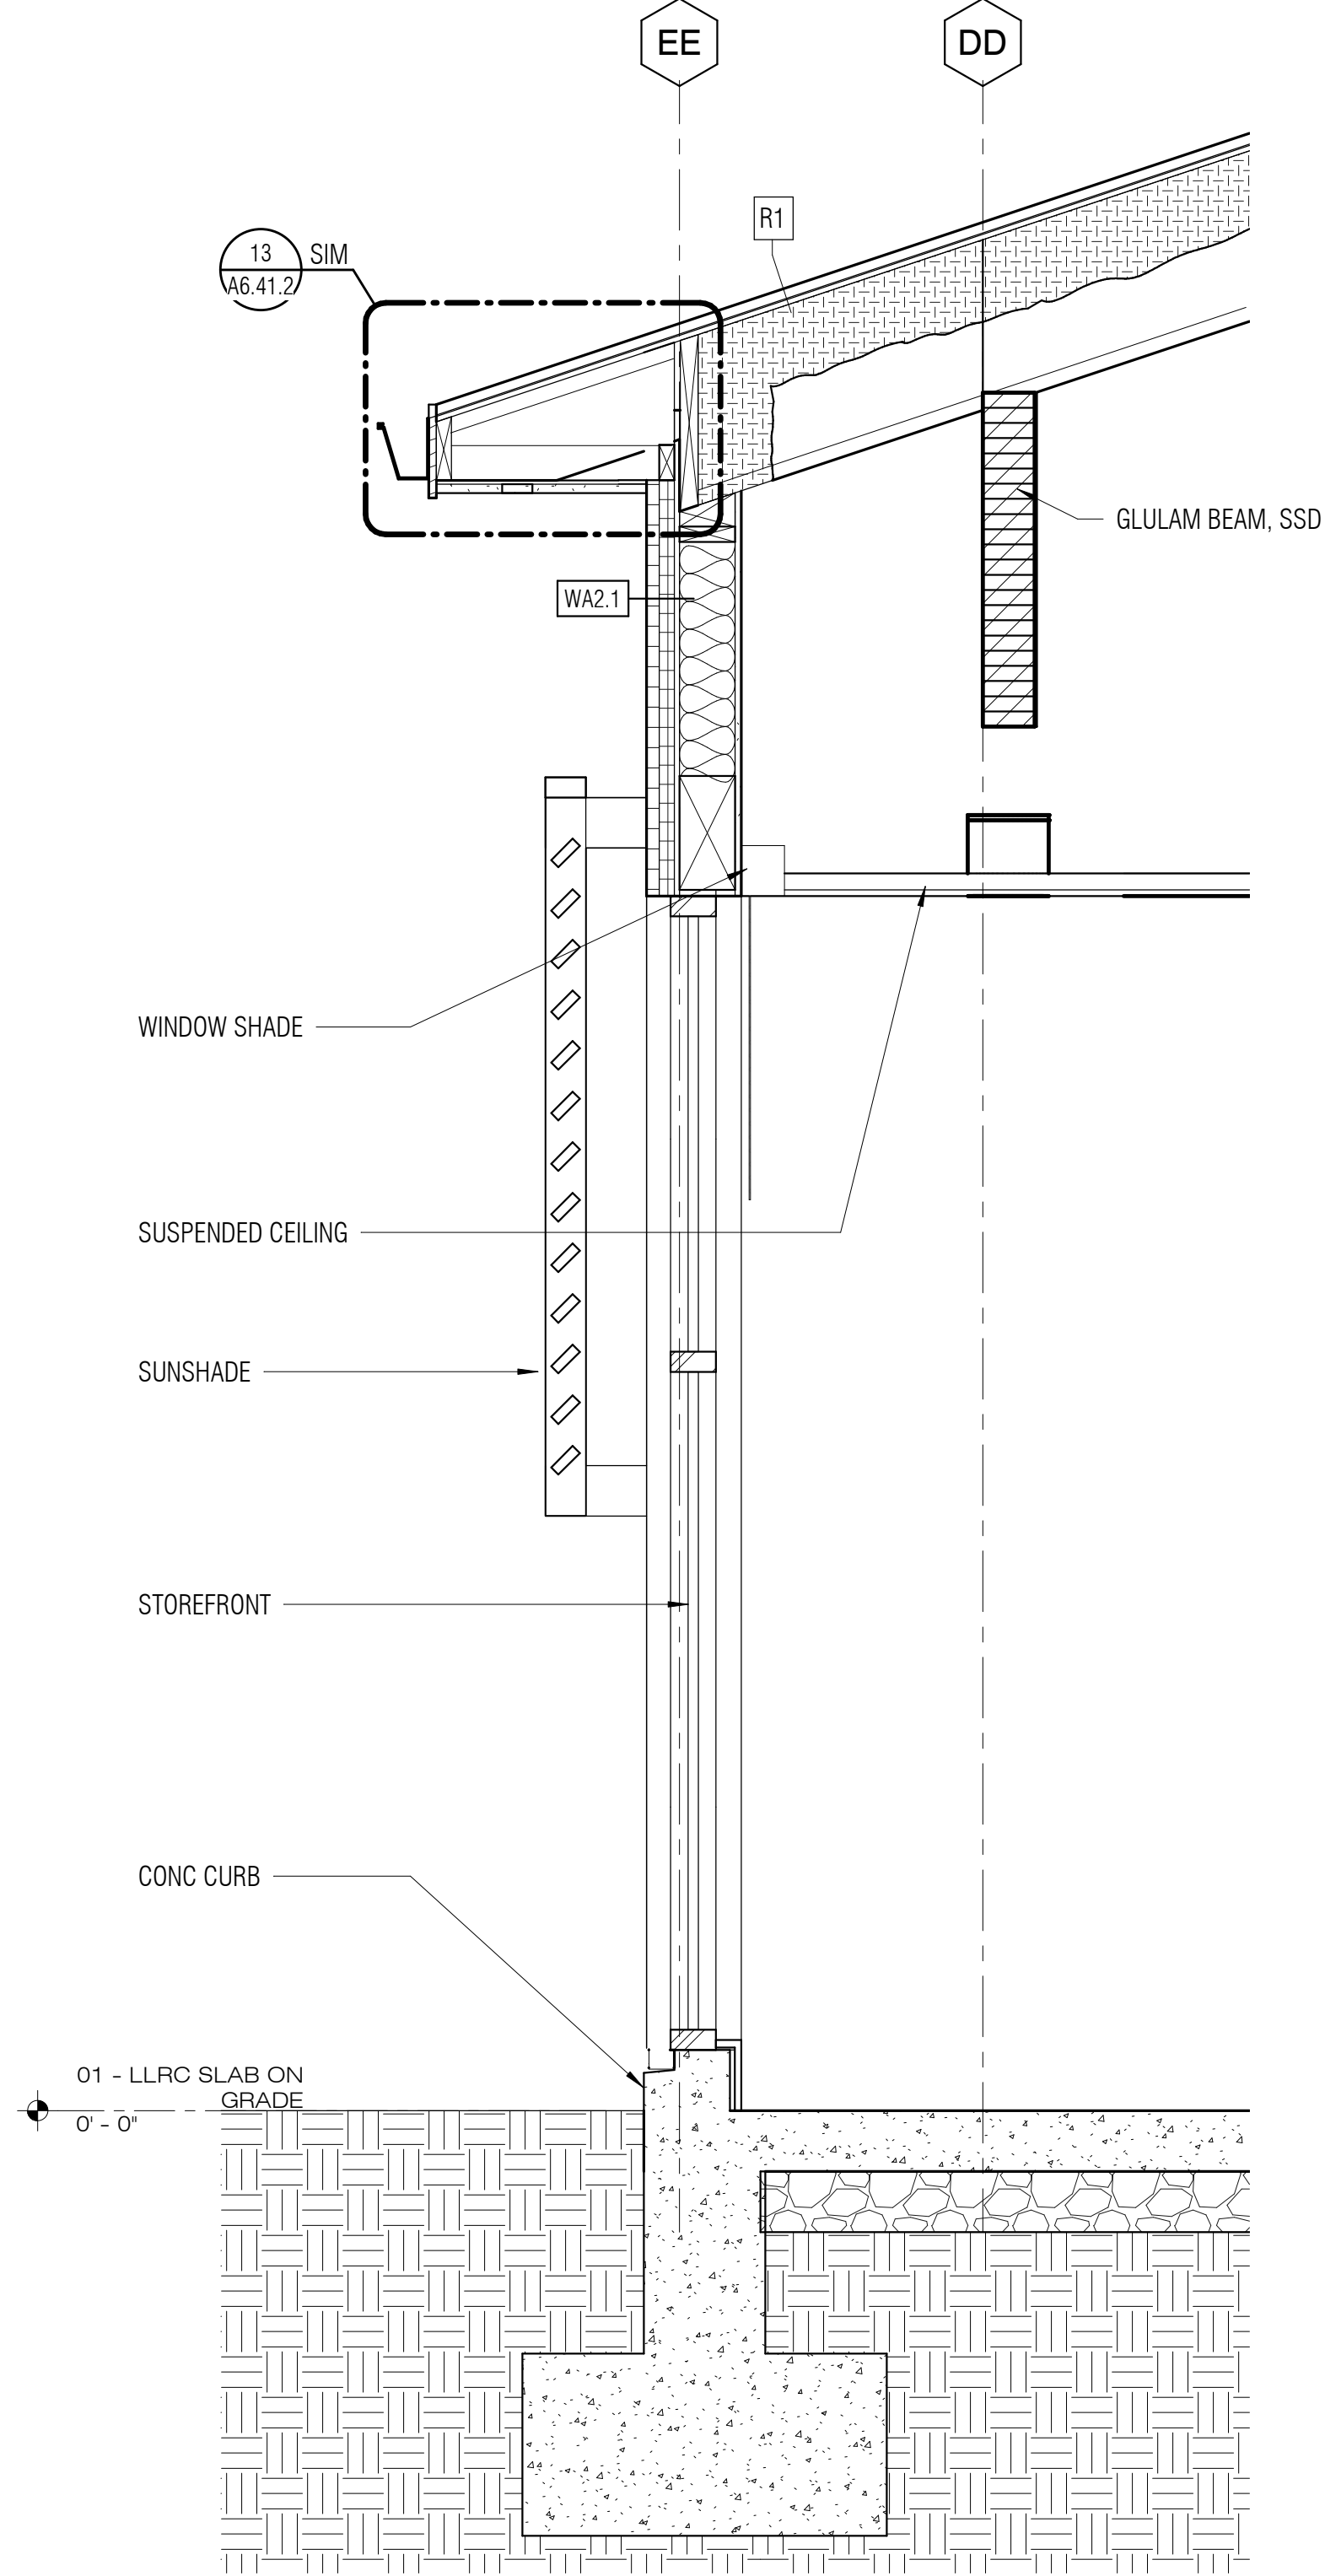 EE
DD
R1
13
SIM
A6.41.2
GLULAM BEAM, SSD
WA2.1
WINDOW SHADE
SUSPENDED CEILING
SUNSHADE
STOREFRONT
CONC CURB
01 - LLRC SLAB ON
GRADE
0' - 0"